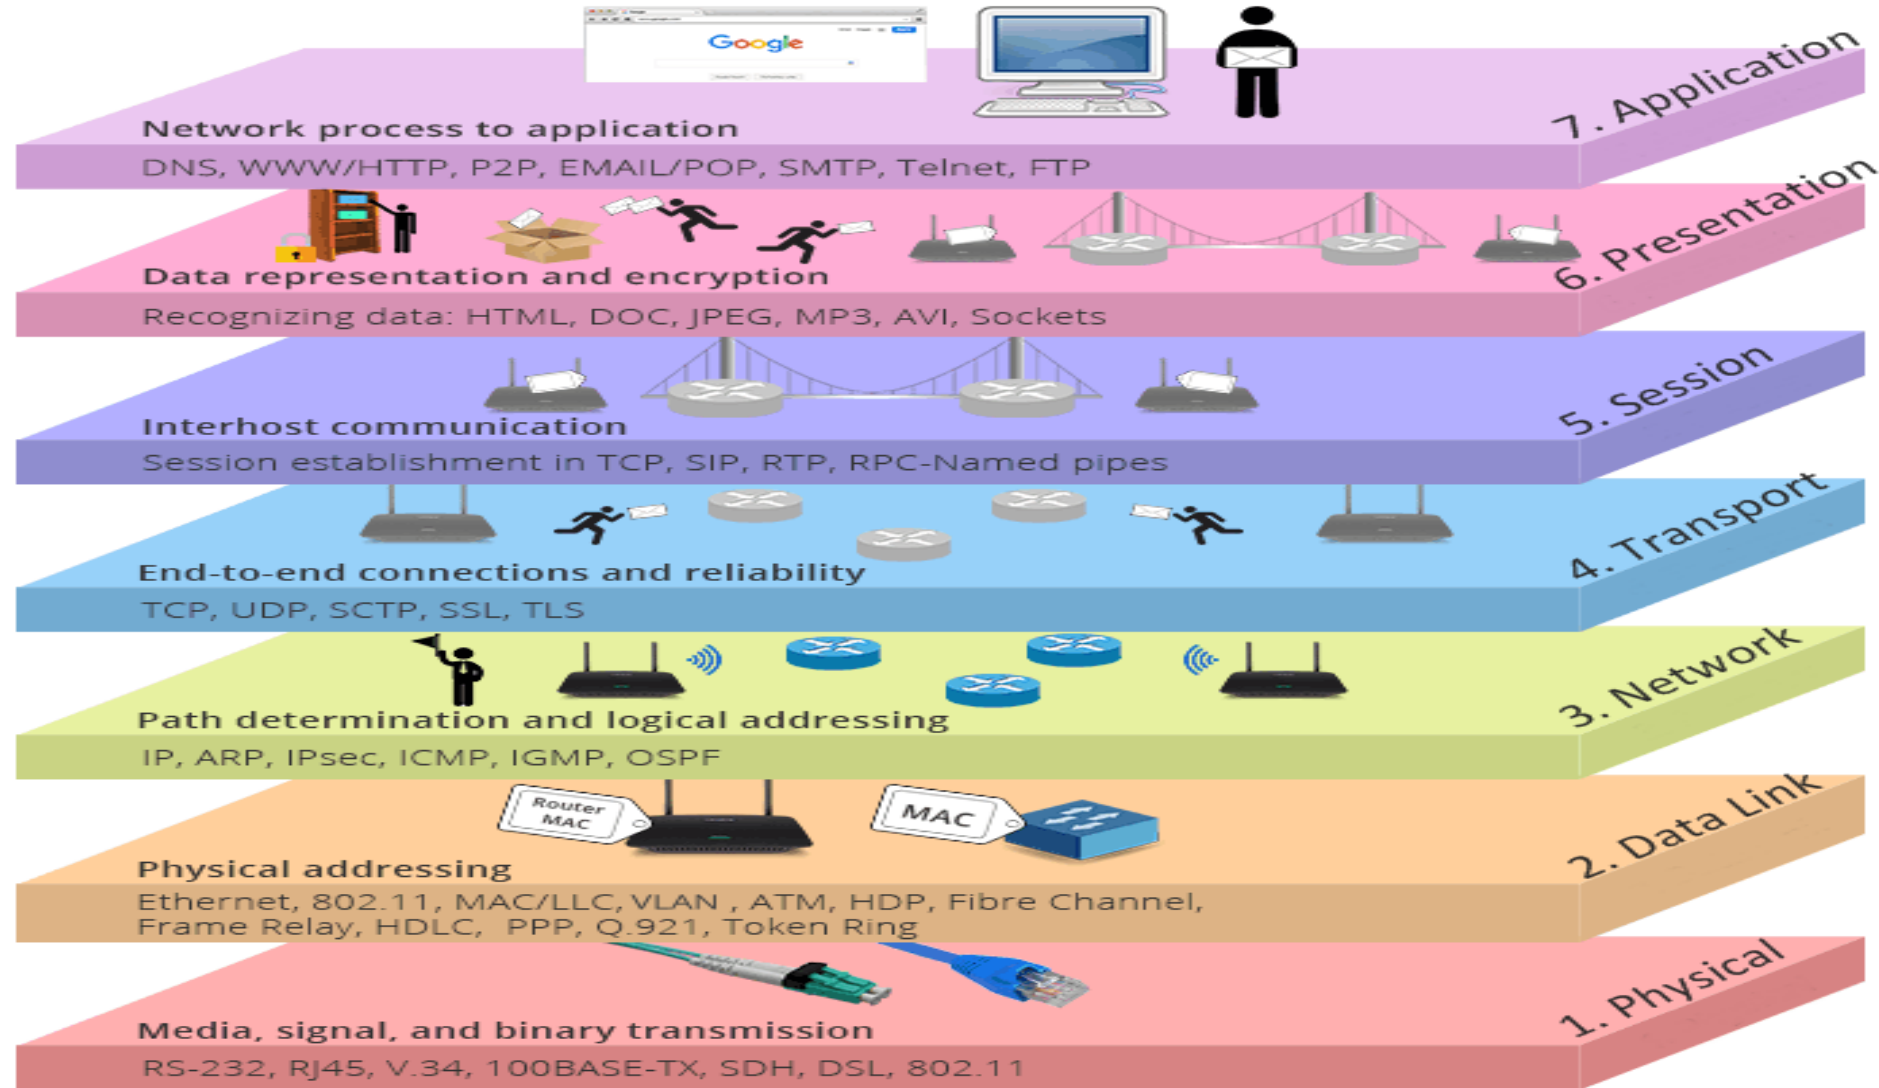 Google
7. Application
Network process to application
DNS, WWW/HTTP, P2P, EMAIL/POP, SMTP, Telnet, FTP
6. Presentation
Data representation and encryption
Recognizing data: HTML, DOC, JPEG, MP3, AVI, Sockets
5. Session
Interhost communication
Session establishment in TCP, SIP, RTP, RPC-Named pipes
4. Transport
End-to-end connections and reliability
TCP, UDP, SCTP, SSL, TLS
3. Network
Path determination and logical addressing
IP, ARP, IPsec, ICMP, IGMP, OSPF
Router
MAC
MAC
2. Data Link
Physical addressing
Ethernet, 802.11, MAC/LLC, VLAN , ATM, HDP, Fibre Channel,
Frame Relay, HDLC, PPP, Q.921, Token Ring
1. Physical
Media, signal, and binary transmission
RS-232, RJ45, V.34, 100BASE-TX, SDH, DSL, 802.11